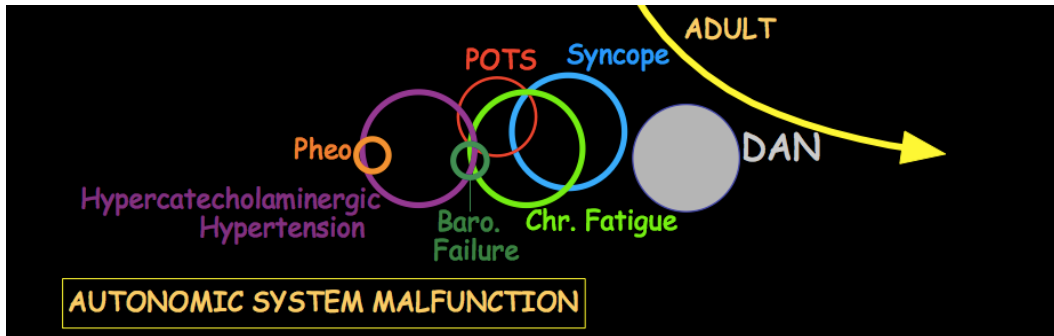 ADULT
POTS
Syncope
Pheo
DAN
Hypercatecholaminergic
Hypertension
Baro.
Failure
Chr. Fatigue
AUTONOMIC SYSTEM MALFUNCTION